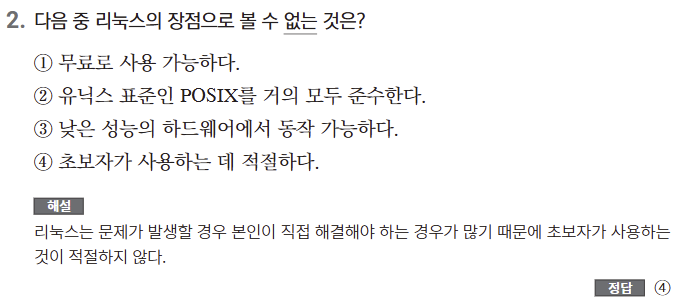 2. 다음 중 리눅스의 장점으로 볼 수 없는 것은?
① 무료로 사용 가능하다.
② 유닉스 표준인 POSIX를 거의 모두 준수한다.
③ 낮은 성능의 하드웨어에서 동작 가능하다.
④ 초보자가 사용하는 데 적절하다.
해설
리눅스는 문제가 발생할 경우 본인이 직접 해결해야 하는 경우가 많기 때문에 초보자가 사용하는
것이 적절하지 않다.
정답 ④